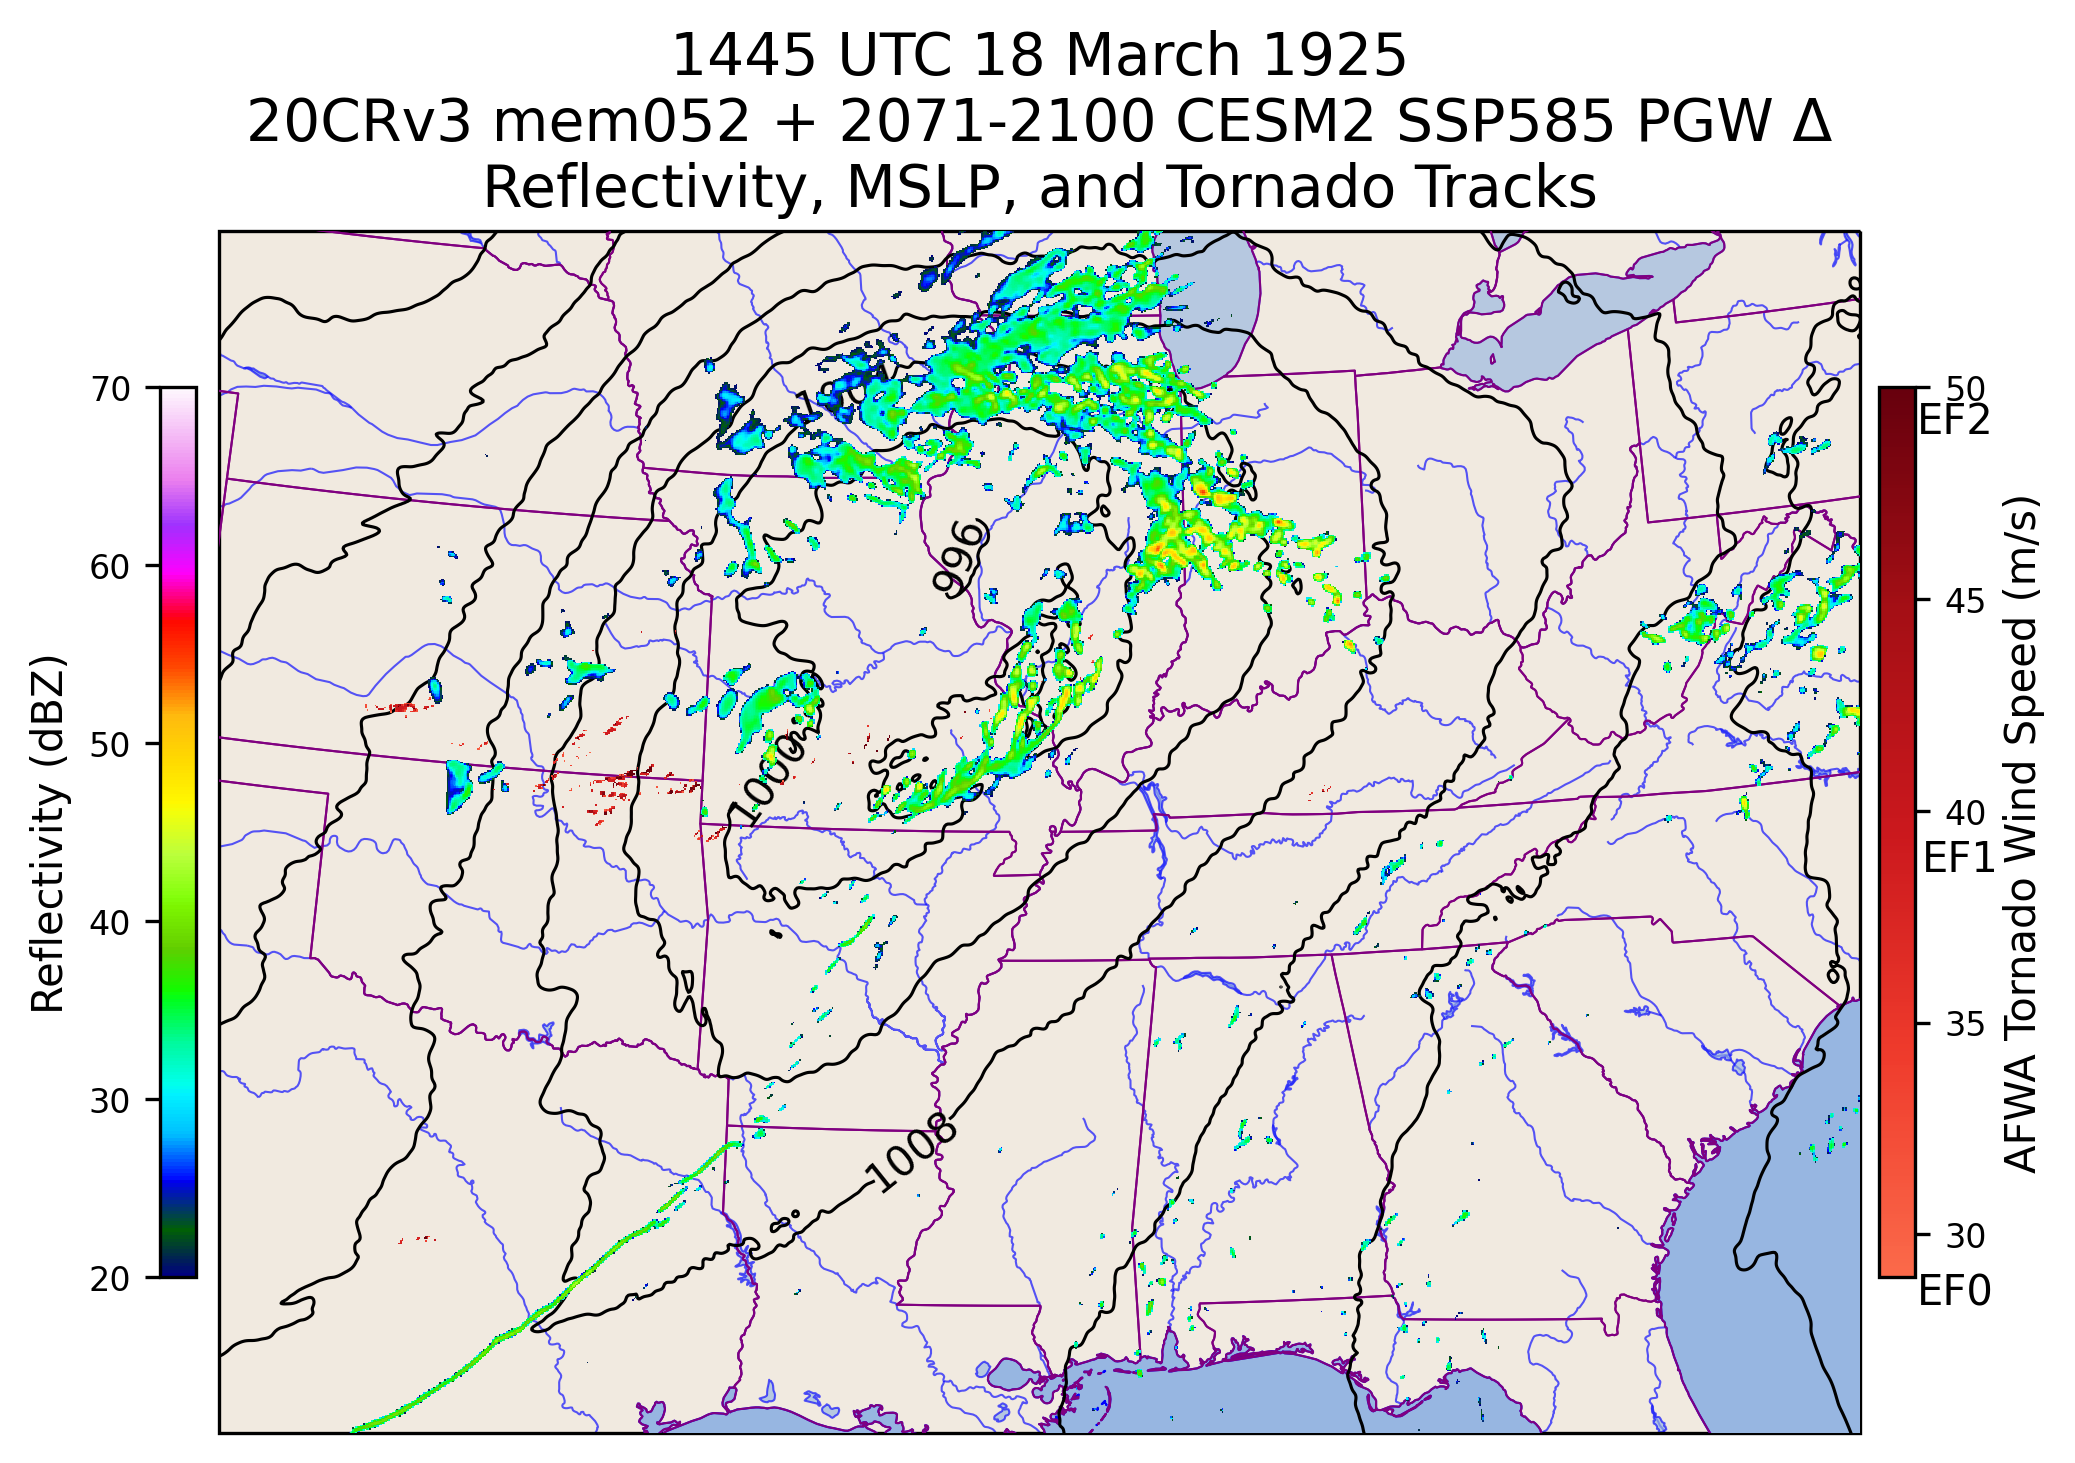 1445 UTC 18 March 1925
20CRv3 mem052 + 2071-2100 CESM2 SSP585 PGW Δ
Reflectivity, MSLP, and Tornado Tracks
Reflectivity (dBZ)
70
60
50
40
30
20
996
1000
1008
50
EF2
45
40
EF1
35
30
EF0
AFWA Tornado Wind Speed (m/s)